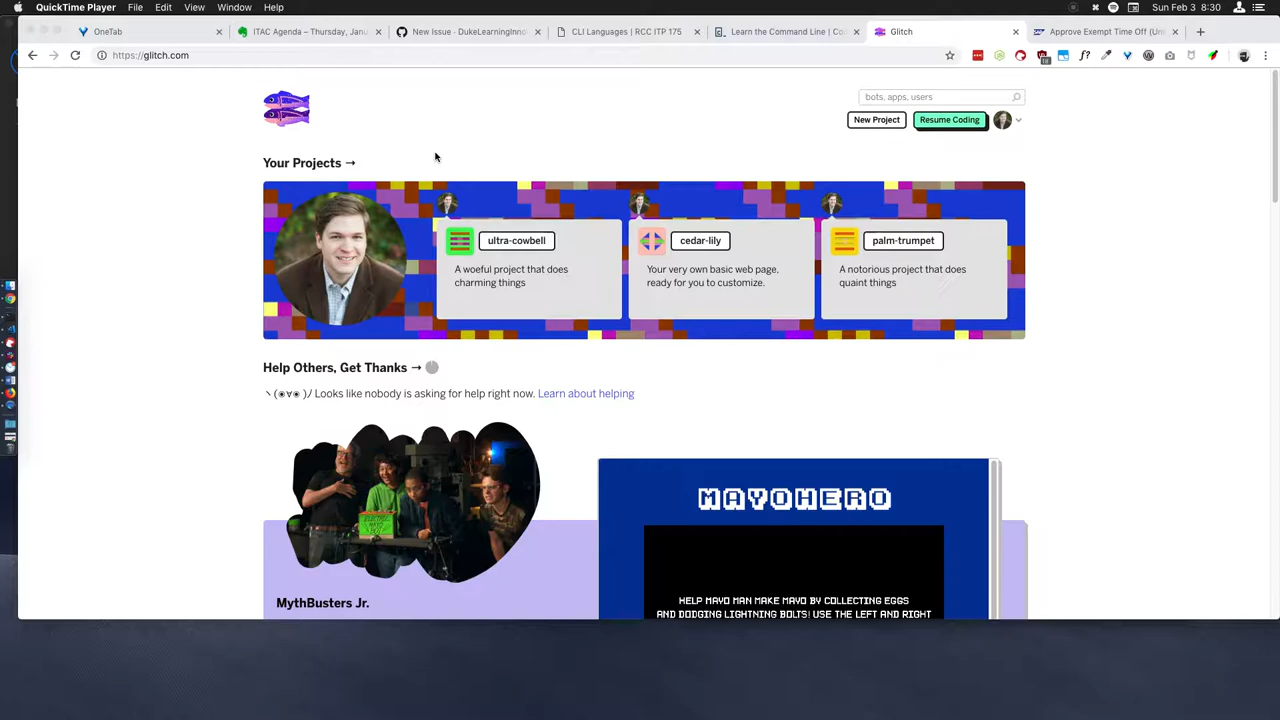 QuickTime Player File Edit View Window Help
Sun Feb 3 8:30
OneTab
ITAC Agenda – Thursday, Janu
New Issue · DukeLearningInno
CLI Languages | RCC ITP 175
Learn the Command Line | Co
Glitch
Approve Exempt Time Off (Un
https://glitch.com
18
f?
bots, apps, users
New Project
Resume Coding
Your Projects →
ultra-cowbell
cedar-lily
palm-trumpet
A woeful project that does
charming things
Your very own basic web page,
ready for you to customize.
A notorious project that does
quaint things
Help Others, Get Thanks →
ヽ(◉∀◉ )ﾉ Looks like nobody is asking for help right now. Learn about helping
MAYOHERO
HELP MAYO MAN MAKE MAYO BY COLLECTING EGGS
AND DODGING LIGHTNING BOLTS! USE THE LEFT AND RIGHT
MythBusters Jr.